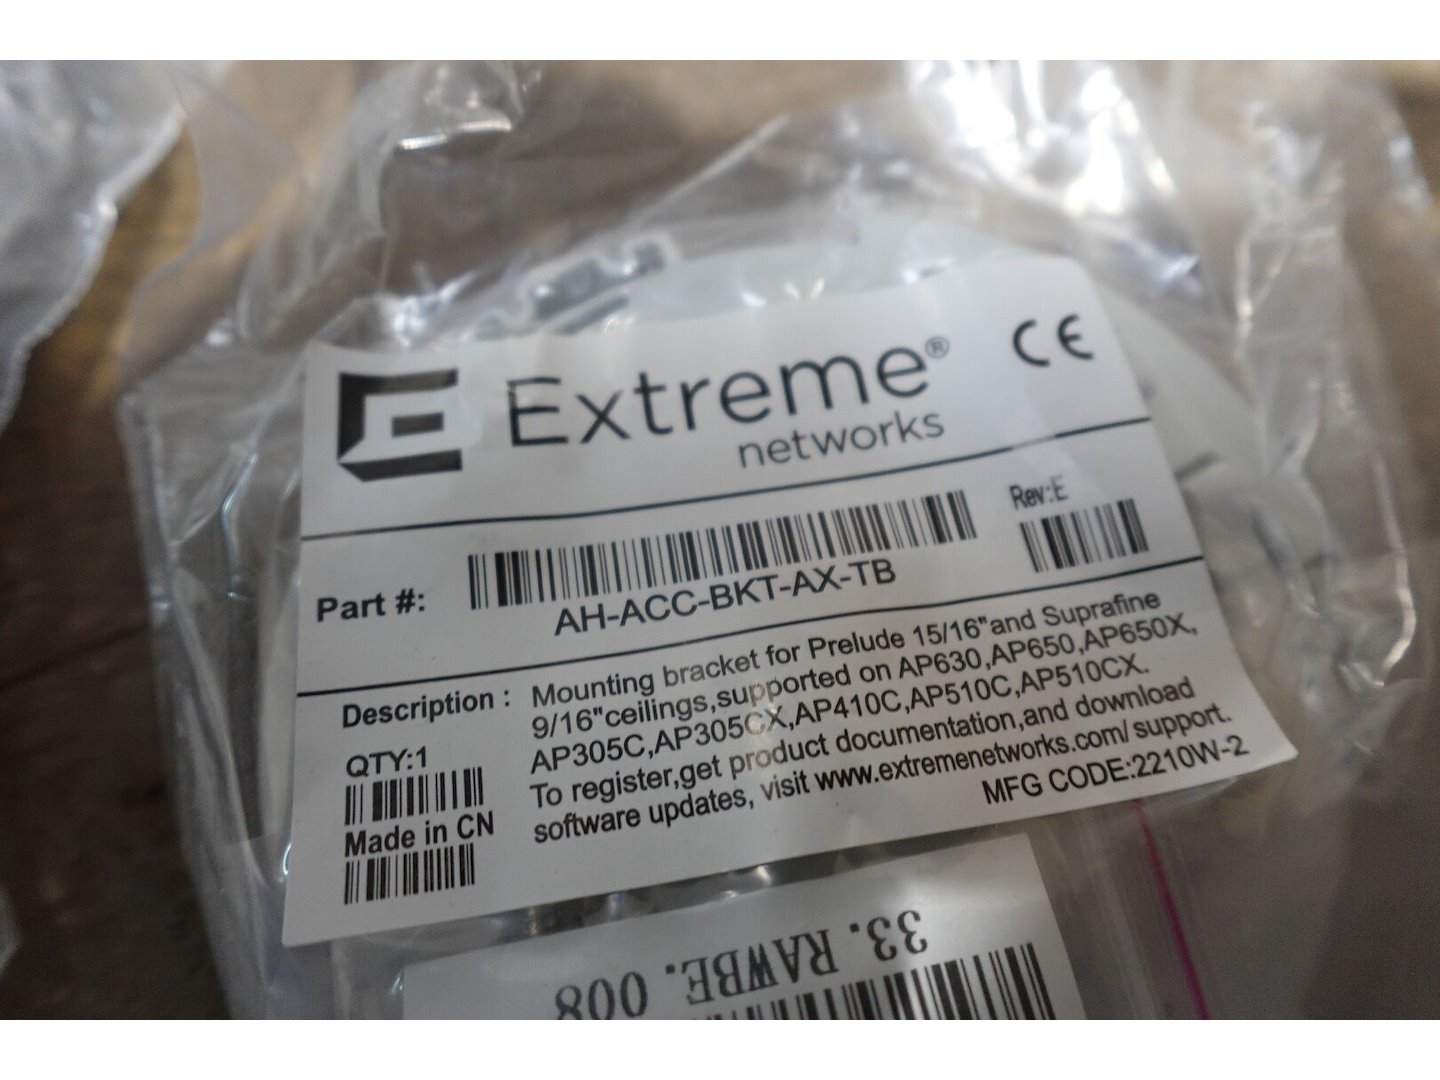 Extreme®
networks
CE
Part #:
AH-ACC-BKT-AX-TB
Rev:E
Description :
Mounting bracket for Prelude 15/16"and Suprafine
9/16"ceilings,supported on AP630,AP650,AP650X,
AP305C,AP305CX,AP410C,AP510C,AP510CX.
To register,get product documentation,and download
software updates, visit www.extremenetworks.com/support.
MFG CODE:2210W-2
QTY:1
Made in CN
33. RAWBE. 008